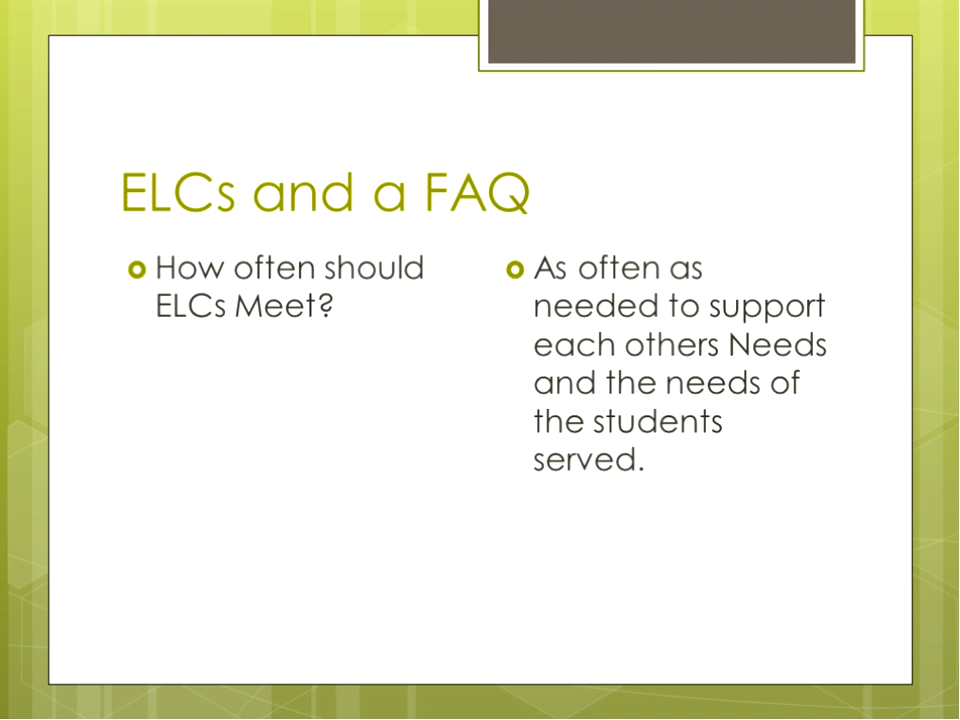 ELCs and a FAQ
How often should
ELCs Meet?
As often as
needed to support
each others Needs
and the needs of
the students
served.